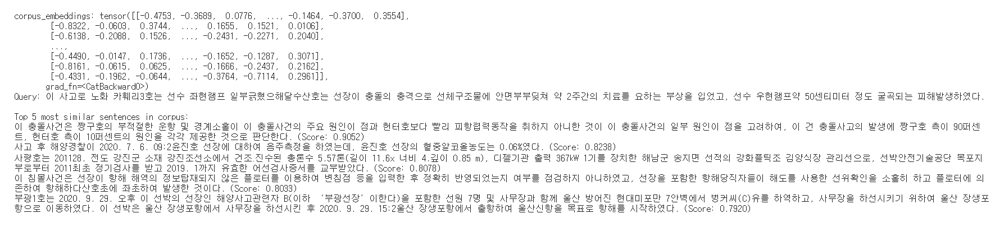 corpus_embeddings: tensor([[-0.4753, -0.3689, 0.0776, ..., -0.1464, -0.3700, 0.3554],
[-0.8322, -0.0603, 0.3744, ..., 0.1655, 0.1521, 0.0106],
[-0.6138, -0.2088, 0.1526, ..., -0.2431, -0.2271, 0.2040],
...,
[-0.4490, -0.0147, 0.1736, ..., -0.1652, -0.1287, 0.3071],
[-0.8161, -0.0615, 0.0625, ..., -0.1666, -0.2437, 0.2162],
[-0.4331, -0.1962, -0.0644, ..., -0.3764, -0.7114, 0.2961]],
grad_fn=<CatBackward0>)
Query: 이 사고로 노화 카훼리3호는 선수 좌현램프 일부긁혔으해달수산호는 선장이 충돌의 충격으로 선체구조물에 안면부부딪쳐 약 2주간의 치료를 요하는 부상을 입었고, 선수 우현램프약 50센티미터 정도 굴곡되는 피해발생하였다.
Top 5 most similar sentences in corpus:
이 충돌사건은 짱구호의 부적절한 운항 및 경계소홀이 이 충돌사건의 주요 원인이 점과 헌터호보다 빨리 피항협력동작을 취하지 아니한 것이 이 충돌사건의 일부 원인이 점을 고려하여, 이 건 충돌사고의 발생에 짱구호 측이 90퍼센
트, 헌터호 측이 10퍼센트의 원인을 각각 제공한 것으로 판단한다. (Score: 0.9052)
사고 후 해양경찰이 2020. 7. 6. 09:2윤진호 선장에 대하여 음주측정을 하였는데, 윤진호 선장의 혈중알코올농도는 0.06%였다. (Score: 0.8238)
사랑호는 201128. 전도 강진군 소재 강진조선소에서 건조.진수된 총톤수 5.57톤(길이 11.6× 너비 4.깊이 0.85 m), 디젤기관 출력 367kW 1기를 장치한 해남군 송지면 선적의 강화플틱조 김양식장 관리선으로, 선박안전기술공단 목포지
부로부터 2011최초 정기검사를 받고 2019. 1까지 유효한 어선검사증서를 교부받았다. (Score: 0.8078)
이 침몰사건은 선장이 항해 해역의 정보탑재되지 않은 플로터를 이용하여 변침점 등을 입력한 후 정확히 반영되었는지 여부를 점검하지 아니하였고, 선장을 포함한 항해당직자들이 해도를 사용한 선위확인을 소홀히 하고 플로터에 의
존하여 항해하다산호초에 좌초하여 발생한 것이다. (Score: 0.8033)
부광1호는 2020. 9. 29. 오후 이 선박의 선장인 해양사고관련자 B(이하 ‘부광선장’이한다)을 포함한 선원 7명 및 사무장과 함께 울산 방어진 현대미포만 7안벽에서 벙커씨(C)유를 하역하고, 사무장을 하선시키기 위하여 울산 장생포
항으로 이동하였다. 이 선박은 울산 장생포항에서 사무장을 하선시킨 후 2020. 9. 29. 15:2울산 장생포항에서 출항하여 울산신항을 목표로 항해를 시작하였다. (Score: 0.7920)